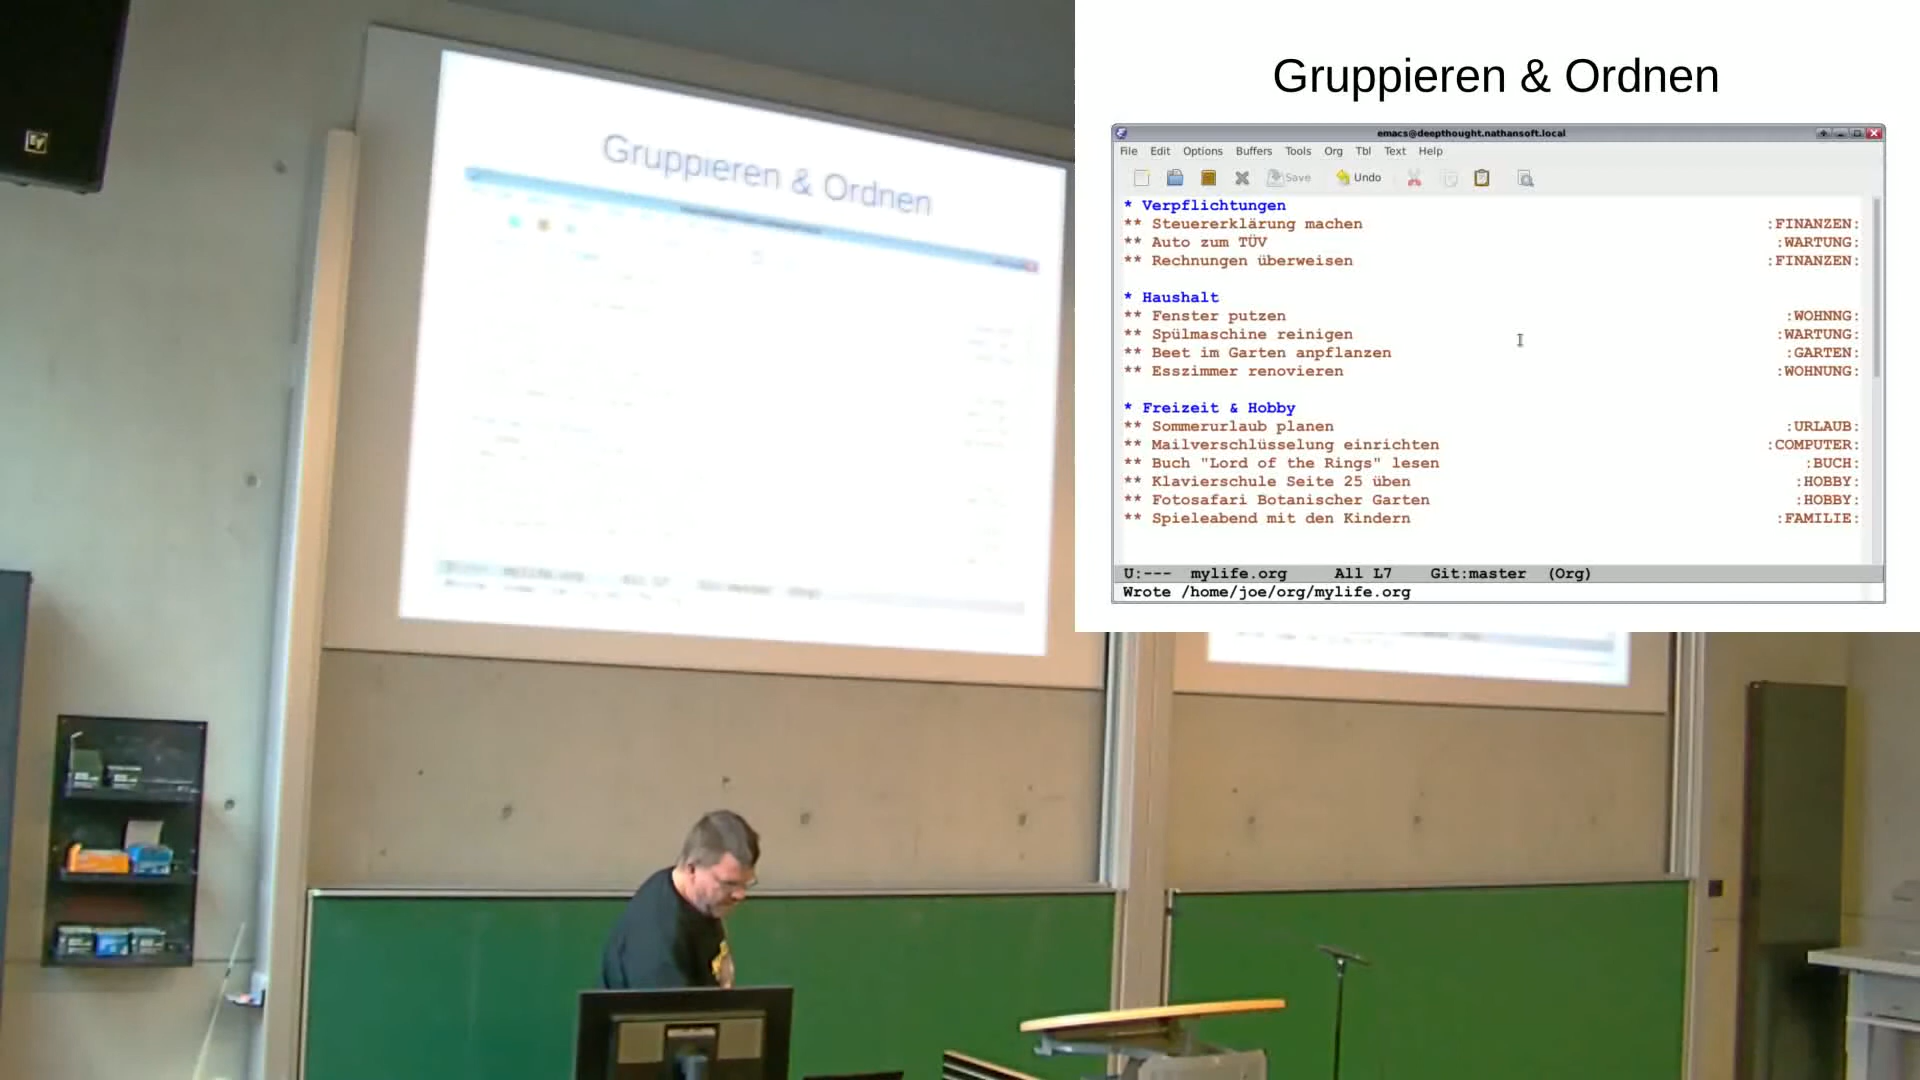 Gruppieren & Ordnen
Gruppieren & Ordnen
emacs@deepthought.nathansoft.local
File Edit Options Buffers Tools Org Tbl Text Help
Save Undo
* Verpflichtungen
** Steuererklärung machen :FINANZEN:
** Auto zum TÜV :WARTUNG:
** Rechnungen überweisen :FINANZEN:
* Haushalt
** Fenster putzen :WOHNNG:
** Spülmaschine reinigen :WARTUNG:
** Beet im Garten anpflanzen :GARTEN:
** Esszimmer renovieren :WOHNUNG:
* Freizeit & Hobby
** Sommerurlaub planen :URLAUB:
** Mailverschlüsselung einrichten :COMPUTER:
** Buch "Lord of the Rings" lesen :BUCH:
** Klavierschule Seite 25 üben :HOBBY:
** Fotosafari Botanischer Garten :HOBBY:
** Spieleabend mit den Kindern :FAMILIE:
U:--- mylife.org All L7 Git:master (Org)
Wrote /home/joe/org/mylife.org